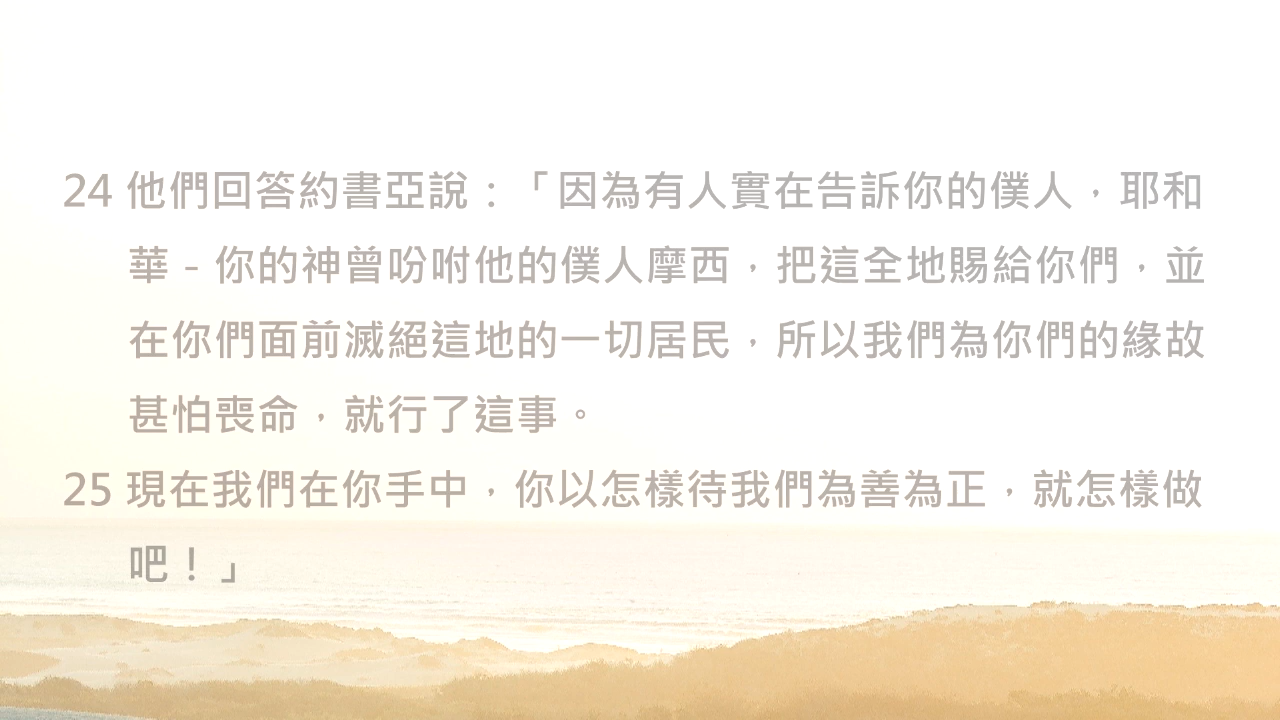 24 他們回答約書亞說：「因為有人實在告訴你的僕人，耶和
華 - 你的神曾吩咐他的僕人摩西，把這全地賜給你們，並
在你們面前滅絕這地的一切居民，所以我們為你們的緣故
甚怕喪命，就行了這事。
25 現在我們在你手中，你以怎樣待我們為善為正，就怎樣做
吧！」